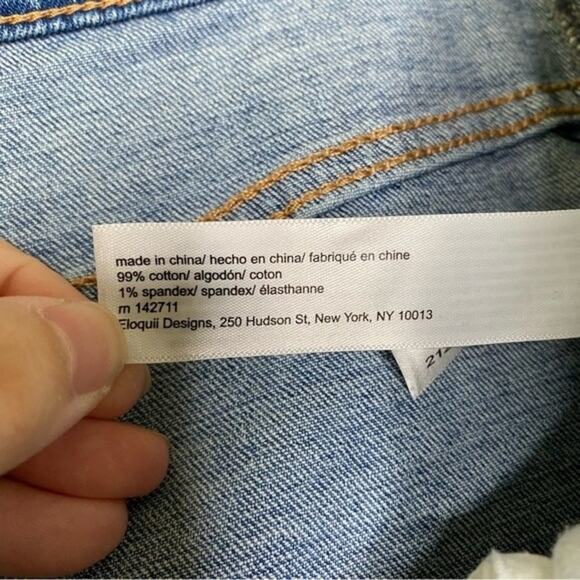 made in china/ hecho en china/ fabriqué en chine
99% cotton/ algodón/ coton
1% spandex/ spandex/ élasthanne
rn 142711
Eloquii Designs, 250 Hudson St, New York, NY 10013